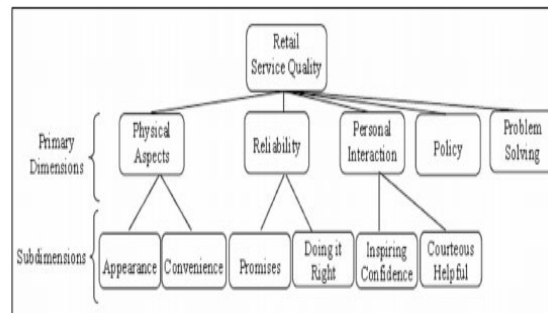 Retail
Service Quality
Primary
Dimensions
Physical
Aspects
Reliability
Personal
Interaction
Policy
Problem
Solving
Subdimensions
Appearance
Convenience
Promises
Doing it
Right
Inspiring
Confidence
Courteous
Helpful